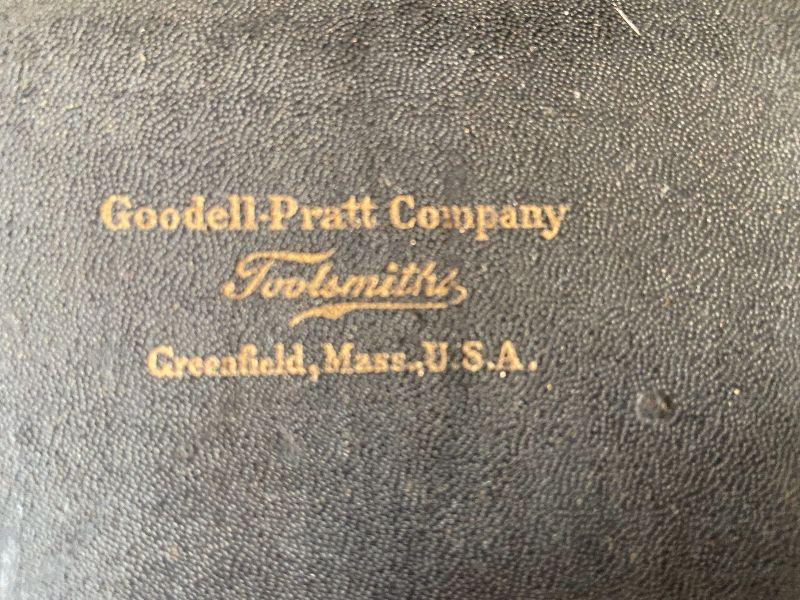 Goodell-Pratt Company
Toolsmiths
Greenfield, Mass., U.S.A.